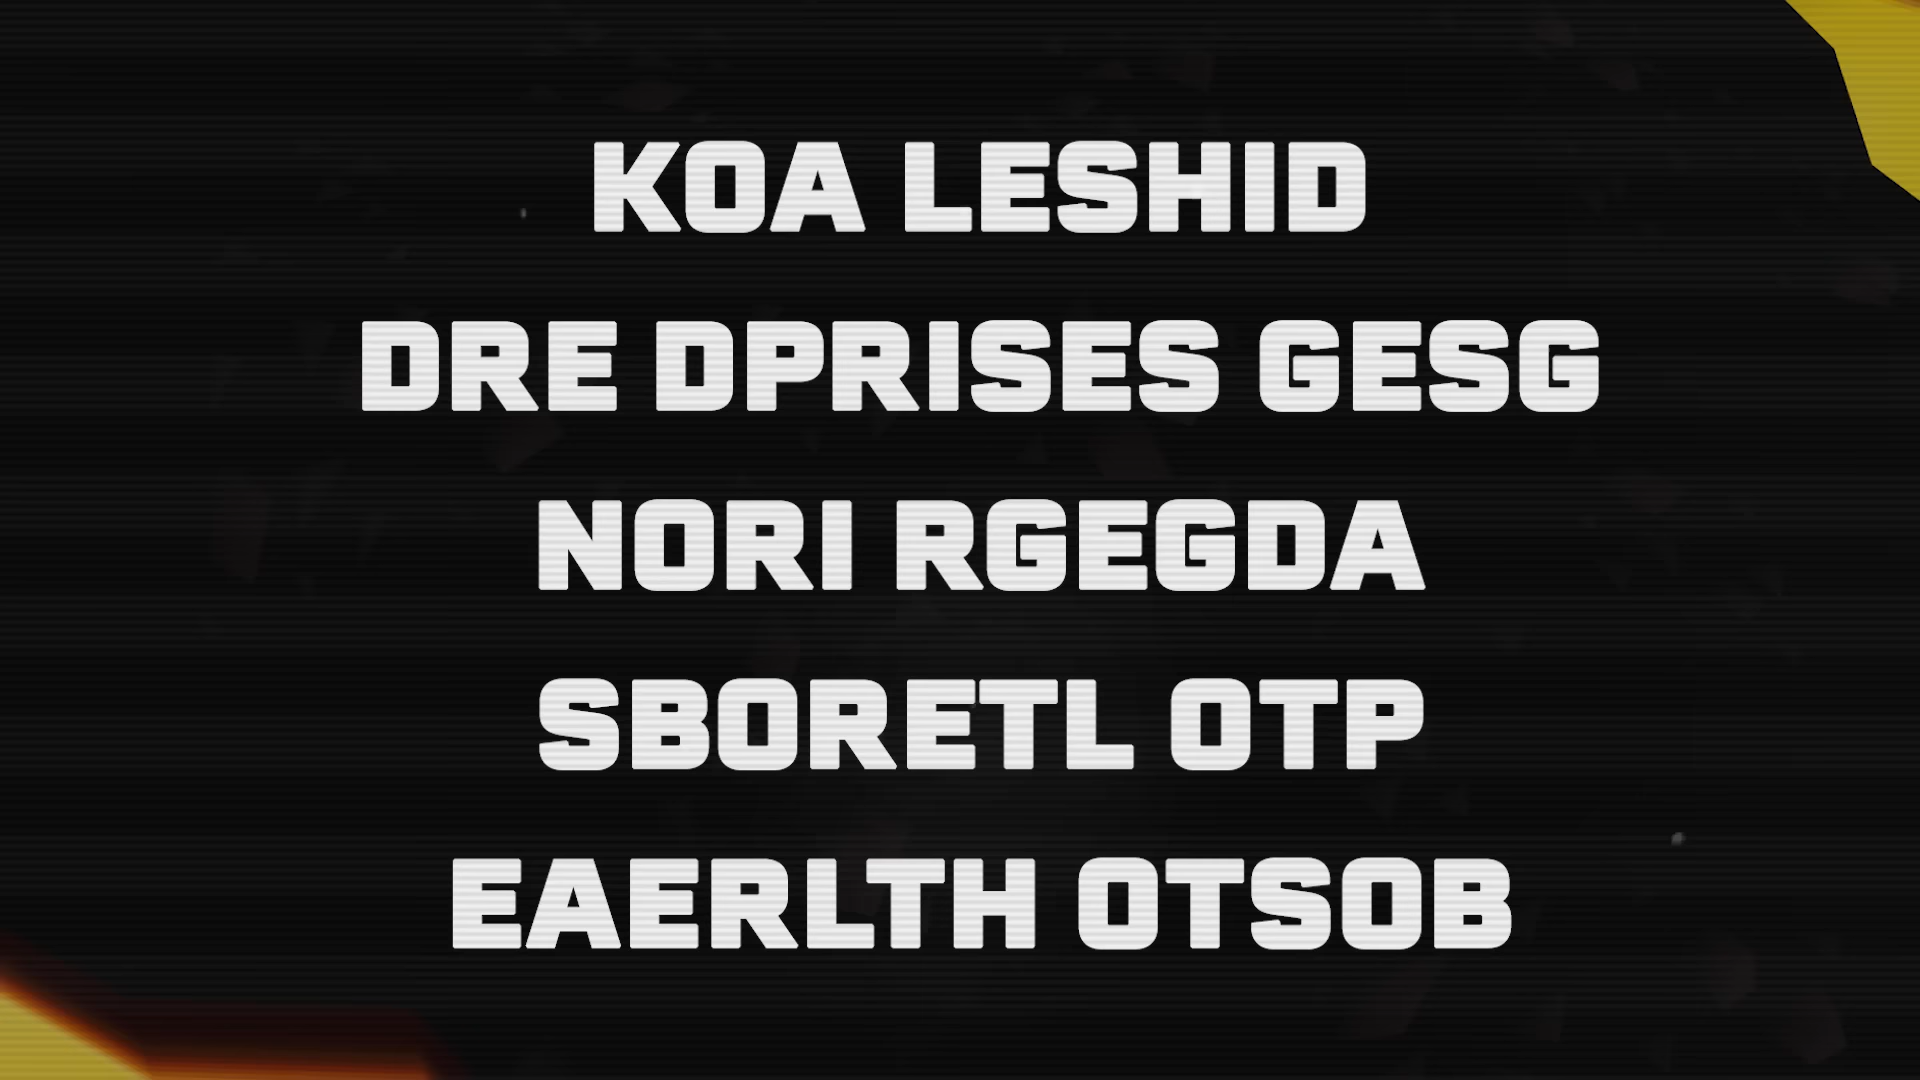 KOA LESHID
DRE DPRISES GESG
NORI RGEGDA
SBORETL OTP
EAERLTH OTSOB